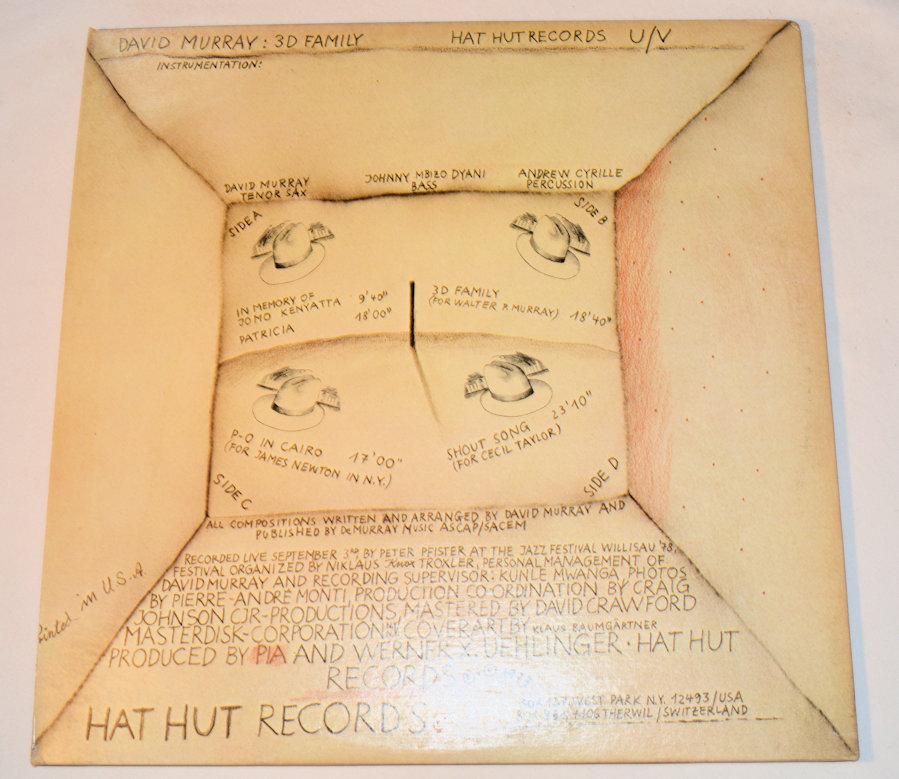 DAVID MURRAY : 3D FAMILY
HAT HUT RECORDS U/V
INSTRUMENTATION:
DAVID MURRAY
TENOR SAX
JOHNNY MBIZO DYANI
BASS
ANDREW CYRILLE
PERCUSSION
SIDE A
IN MEMORY OF
JOMO KENYATTA 9'40"
PATRICIA 18'00"
SIDE B
3D FAMILY
(FOR WALTER P. MURRAY) 18'40"
P-O IN CAIRO 17'00"
(FOR JAMES NEWTON IN N.Y.)
SIDE C
SHOUT SONG 23'10"
(FOR CECIL TAYLOR)
SIDE D
ALL COMPOSITIONS WRITTEN AND ARRANGED BY DAVID MURRAY AND
PUBLISHED BY DeMURRAY MUSIC ASCAP/SACEM
RECORDED LIVE SEPTEMBER 3RD, BY PETER PFISTER AT THE JAZZ FESTIVAL WILLISAU '78,
FESTIVAL ORGANIZED BY NIKLAUS Knox TROXLER, PERSONAL MANAGEMENT OF
DAVID MURRAY AND RECORDING SUPERVISOR: KUNLE MWANGA, PHOTOS
BY PIERRE-ANDRÉ MONTI, PRODUCTION CO-ORDINATION BY CRAIG
JOHNSON CJR-PRODUCTIONS, MASTERED BY DAVID CRAWFORD
MASTERDISK-CORPORATION COVER ART BY KLAUS BAUMGÄRTNER
PRODUCED BY PIA AND WERNER X. UEHLINGER · HAT HUT
RECORDS
Printed in U.S.A.
HAT HUT RECORDS
WEST PARK N.Y. 12493/USA
THERWIL/SWITZERLAND